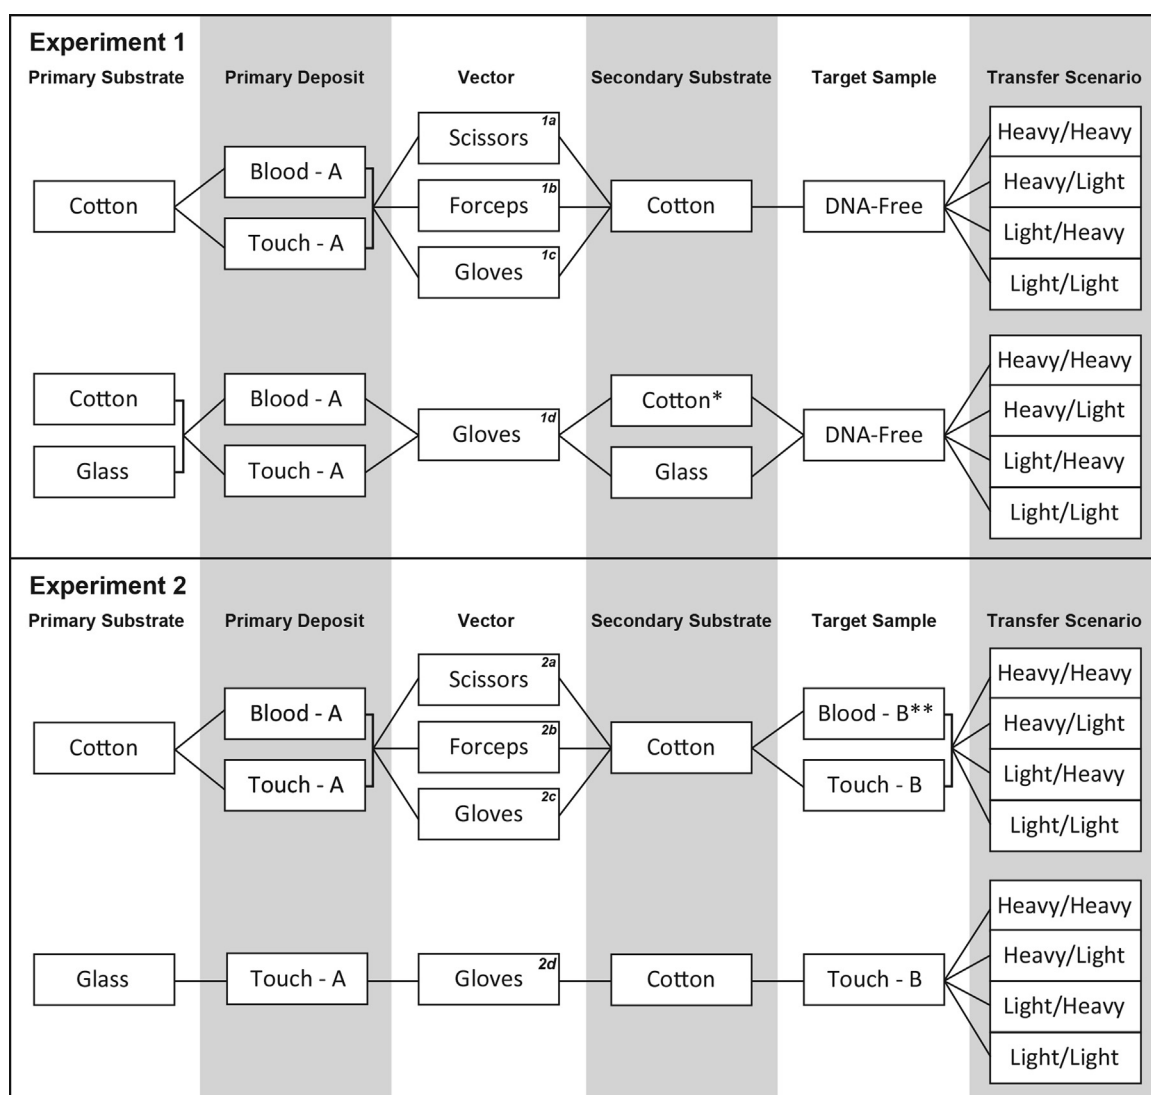 Experiment 1
Primary Substrate Primary Deposit Vector Secondary Substrate Target Sample Transfer Scenario
Scissors 1a
Heavy/Heavy
Blood - A
Heavy/Light
Cotton
Forceps 1b
Cotton
DNA-Free
Light/Heavy
Touch - A
Gloves 1c
Light/Light
Heavy/Heavy
Cotton
Blood - A
Cotton*
Heavy/Light
Gloves 1d
DNA-Free
Light/Heavy
Glass
Touch - A
Glass
Light/Light
Experiment 2
Primary Substrate Primary Deposit Vector Secondary Substrate Target Sample Transfer Scenario
Scissors 2a
Heavy/Heavy
Blood - A
Blood - B**
Heavy/Light
Cotton
Forceps 2b
Cotton
Light/Heavy
Touch - A
Touch - B
Gloves 2c
Light/Light
Heavy/Heavy
Heavy/Light
Glass
Touch - A
Gloves 2d
Cotton
Touch - B
Light/Heavy
Light/Light